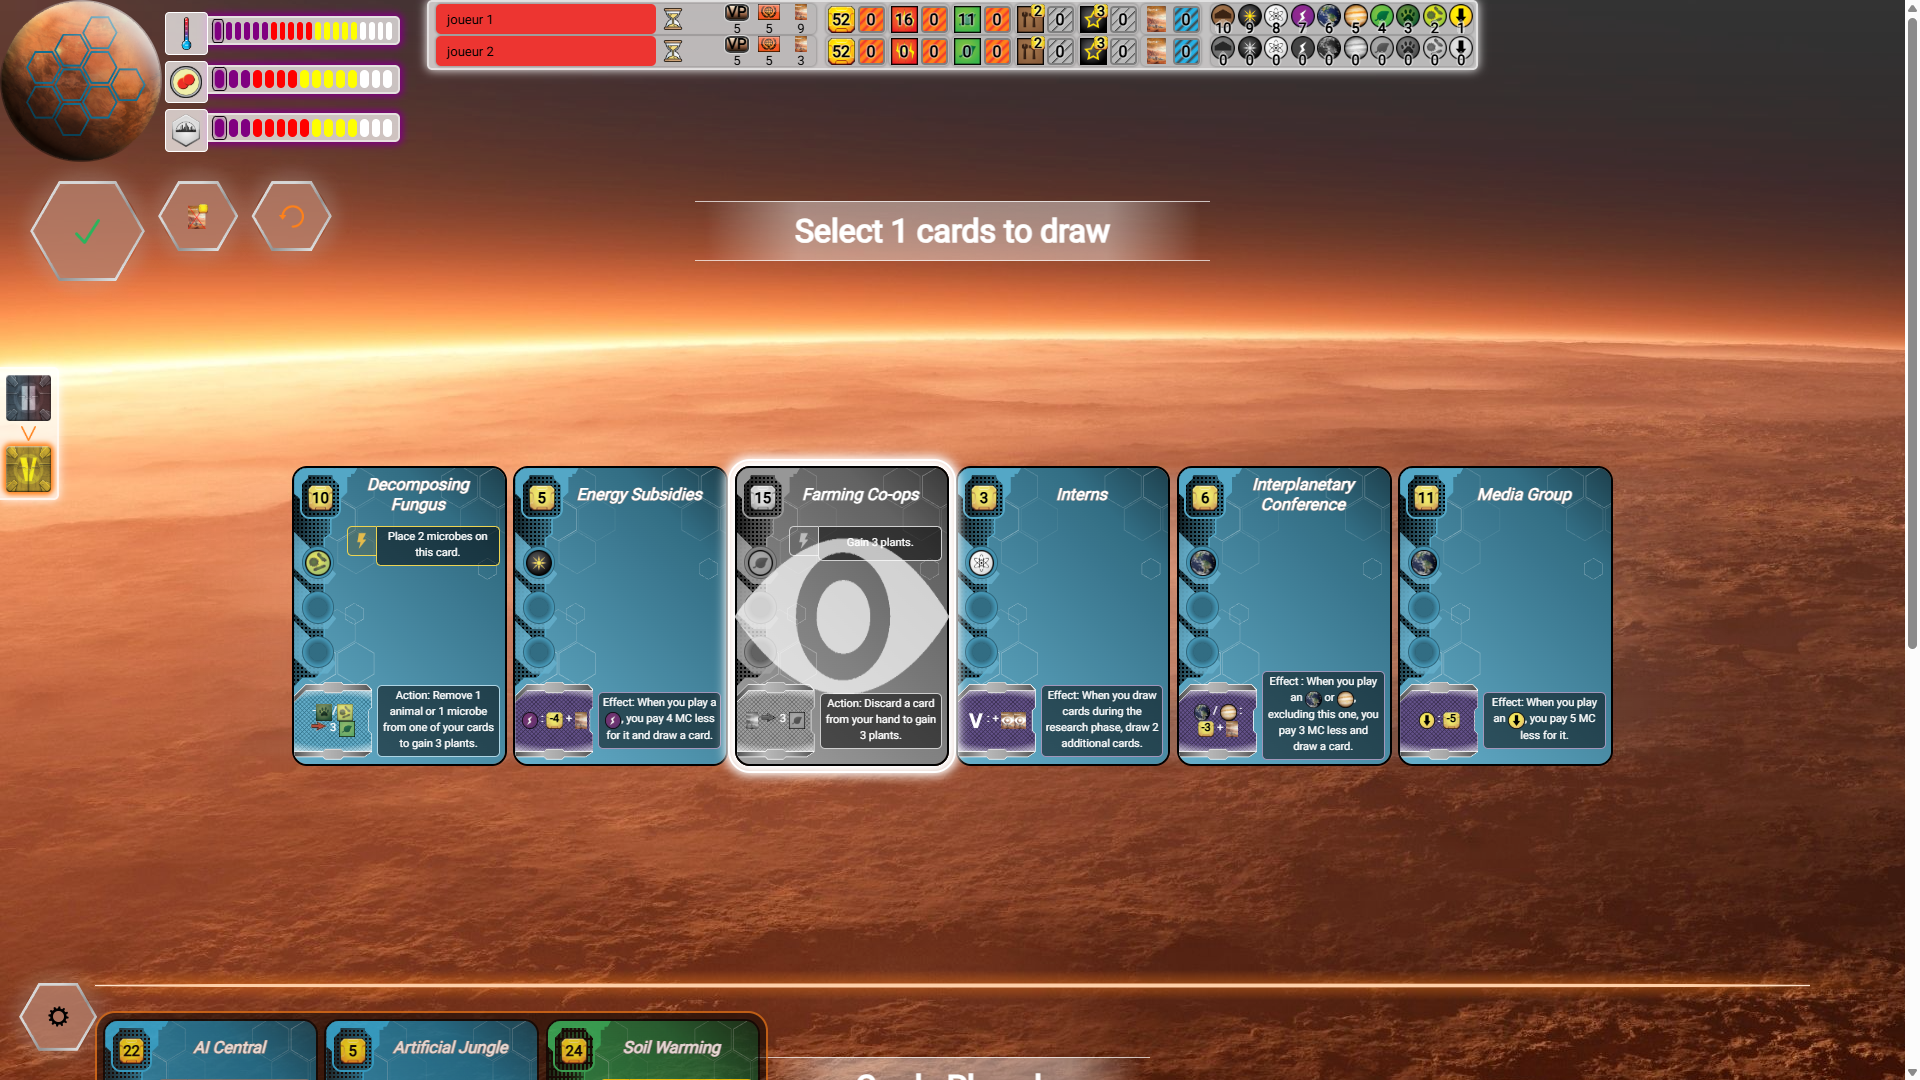 joueur 1
VP 5 5 9
52 0 16 0 11 0 2 0 3 0 0
10 9 8 7 6 5 4 3 2 1
joueur 2
VP 5 5 3
52 0 0 0 0 0 2 0 3 0 0
0 0 0 0 0 0 0 0 0 0
Select 1 cards to draw
10
Decomposing
Fungus
Place 2 microbes on
this card.
3
Action: Remove 1
animal or 1 microbe
from one of your cards
to gain 3 plants.
5
Energy Subsidies
: -4 +
Effect: When you play a
, you pay 4 MC less
for it and draw a card.
15
Farming Co-ops
Gain 3 plants.
3
Action: Discard a card
from your hand to gain
3 plants.
3
Interns
V : +
Effect: When you draw
cards during the
research phase, draw 2
additional cards.
6
Interplanetary
Conference
/ :
-3 +
Effect : When you play
an or ,
excluding this one, you
pay 3 MC less and
draw a card.
11
Media Group
: -5
Effect: When you play
an , you pay 5 MC
less for it.
V
22
AI Central
5
Artificial Jungle
24
Soil Warming